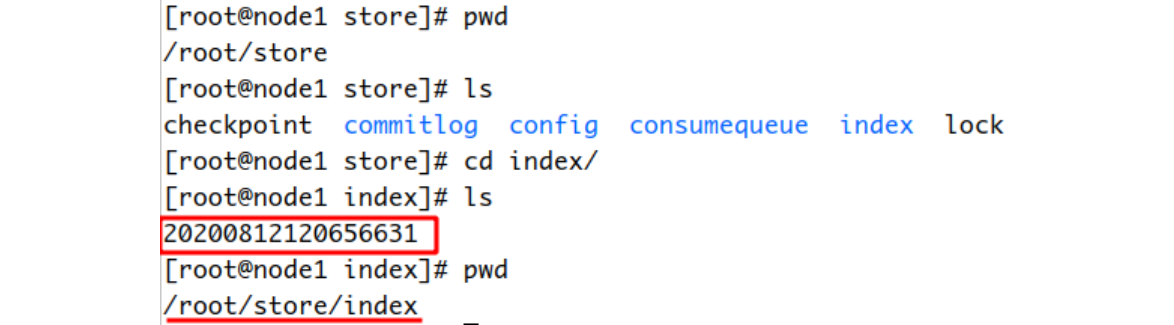 [root@node1 store]# pwd
/root/store
[root@node1 store]# ls
checkpoint  commitlog  config  consumequeue  index  lock
[root@node1 store]# cd index/
[root@node1 index]# ls
20200812120656631
[root@node1 index]# pwd
/root/store/index